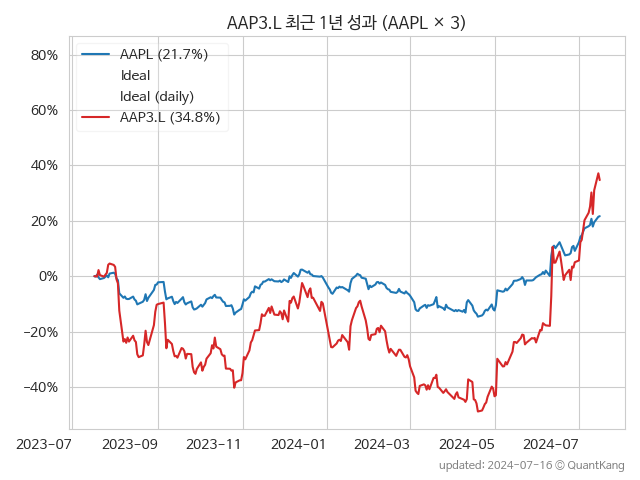 AAP3.L 최근 1년 성과 (AAPL × 3)
AAPL (21.7%)
Ideal
Ideal (daily)
AAP3.L (34.8%)
80%
60%
40%
20%
0%
−20%
−40%
2023-07 2023-09 2023-11 2024-01 2024-03 2024-05 2024-07
updated: 2024-07-16 © QuantKang